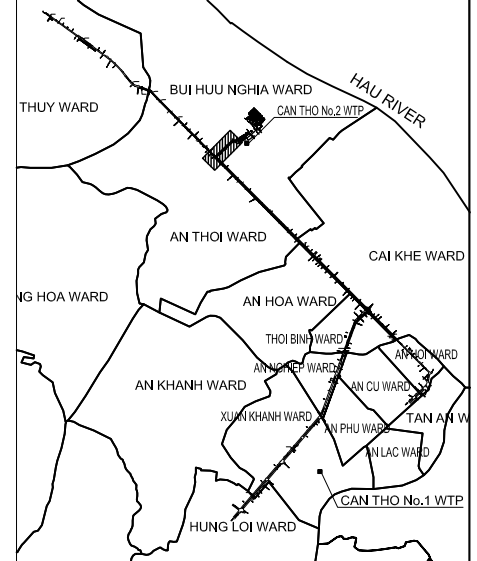 BUI HUU NGHIA WARD
HAU RIVER
THUY WARD
CAN THO No.2 WTP
AN THOI WARD
CAI KHE WARD
NG HOA WARD
AN HOA WARD
THOI BINH WARD
AN HOI WARD
AN NGHIEP WARD
AN KHANH WARD
AN CU WARD
XUAN KHANH WARD
TAN AN W
AN PHU WARD
AN LAC WARD
CAN THO No.1 WTP
HUNG LOI WARD